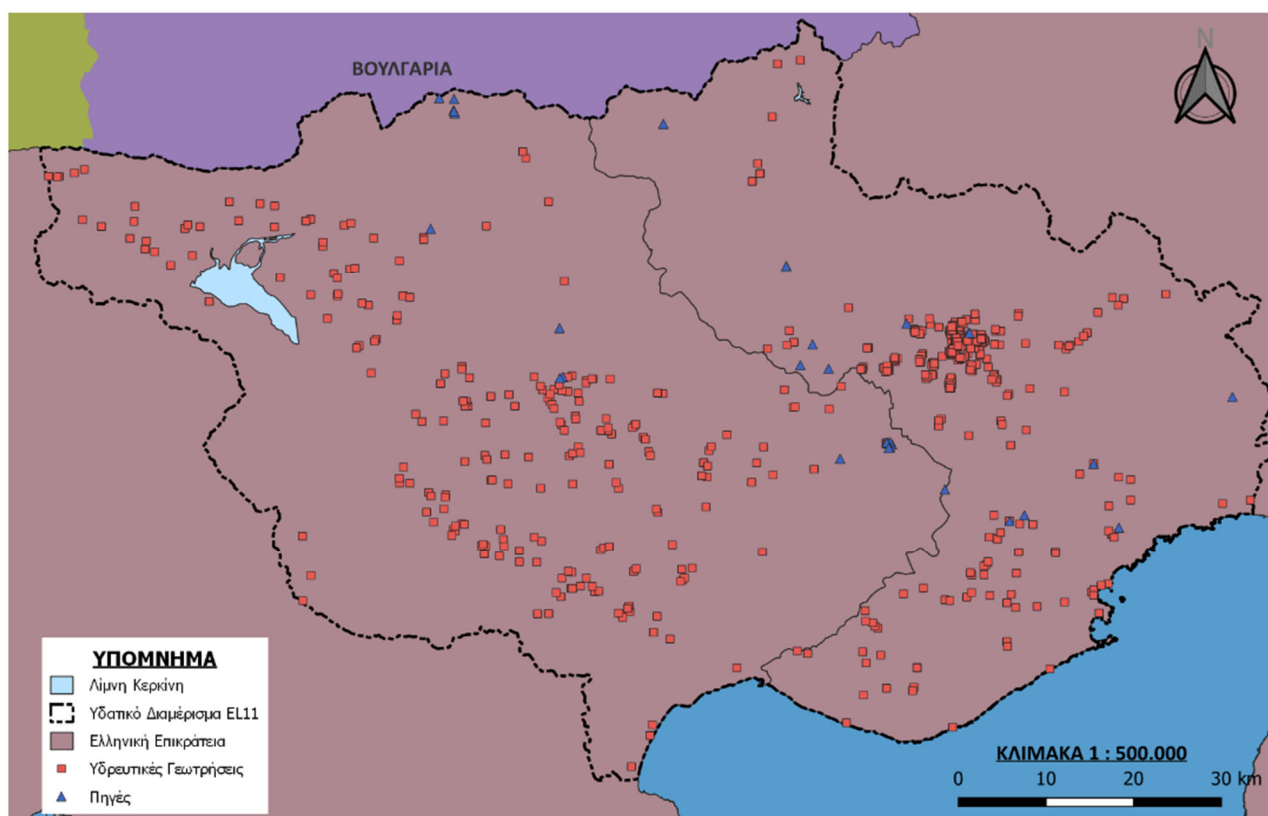 N
ΒΟΥΛΓΑΡΙΑ
ΥΠΟΜΝΗΜΑ
Λίμνη Κερκίνη
Υδατικό Διαμέρισμα EL11
Ελληνική Επικράτεια
Υδρευτικές Γεωτρήσεις
Πηγές
ΚΛΙΜΑΚΑ 1 : 500.000
0 10 20 30 km